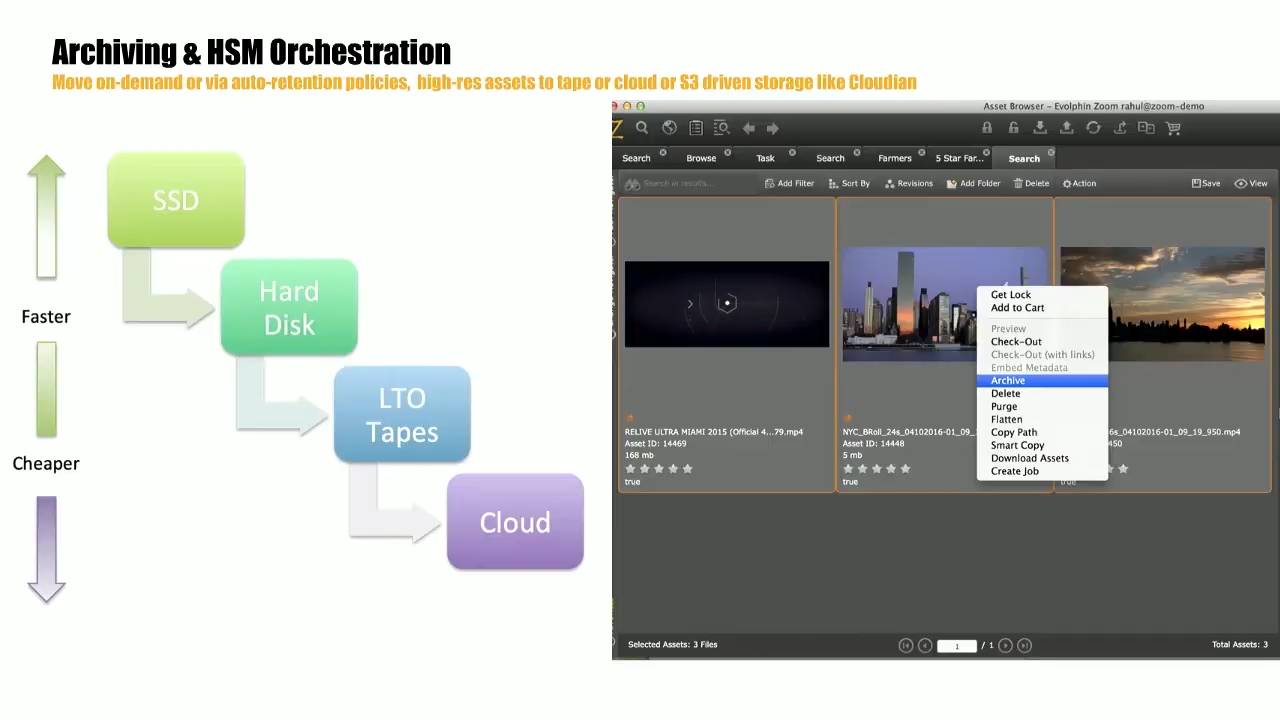 Archiving & HSM Orchestration
Move on-demand or via auto-retention policies, high-res assets to tape or cloud or S3 driven storage like Cloudian
SSD
Hard
Disk
LTO
Tapes
Cloud
Faster
Cheaper
Asset Browser – Evolphin Zoom rahul@zoom-demo
Search
Browse
Task
Search
Farmers
5 Star Far...
Search
Search in results...
Add Filter
Sort By
Revisions
Add Folder
Delete
Action
Save
View
RELIVE ULTRA MIAMI 2015 (Official 4...79.mp4
Asset ID: 14469
168 mb
true
NYC_BRoll_24s_04102016-01_09_
Asset ID: 14448
5 mb
true
6s_04102016-01_09_19_950.mp4
450
true
Get Lock
Add to Cart
Preview
Check-Out
Check-Out (with links)
Embed Metadata
Archive
Delete
Purge
Flatten
Copy Path
Smart Copy
Download Assets
Create Job
Selected Assets: 3 Files
1
/ 1
Total Assets: 3